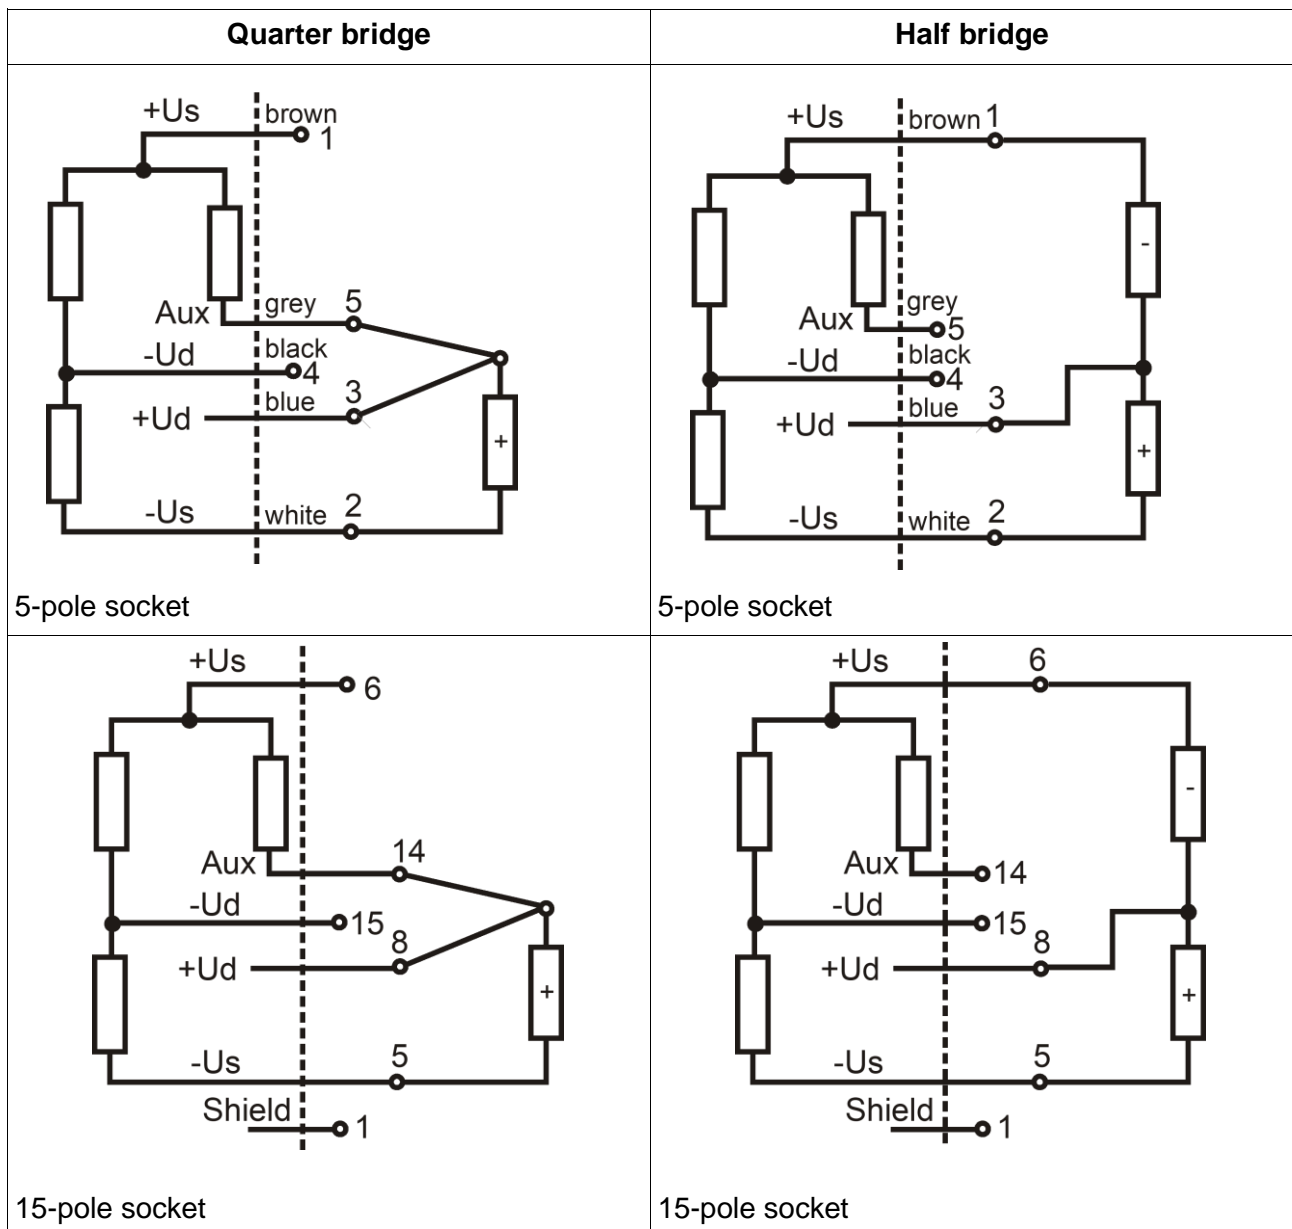 Quarter bridge
Half bridge
+Us
brown
1
Aux
grey
5
-Ud
black
4
+Ud
blue
3
+
-Us
white
2
5-pole socket
+Us
brown
1
-
Aux
grey
5
-Ud
black
4
+Ud
blue
3
+
-Us
white
2
5-pole socket
+Us
6
Aux
14
-Ud
15
+Ud
8
+
-Us
5
Shield
1
15-pole socket
+Us
6
-
Aux
14
-Ud
15
+Ud
8
+
-Us
5
Shield
1
15-pole socket